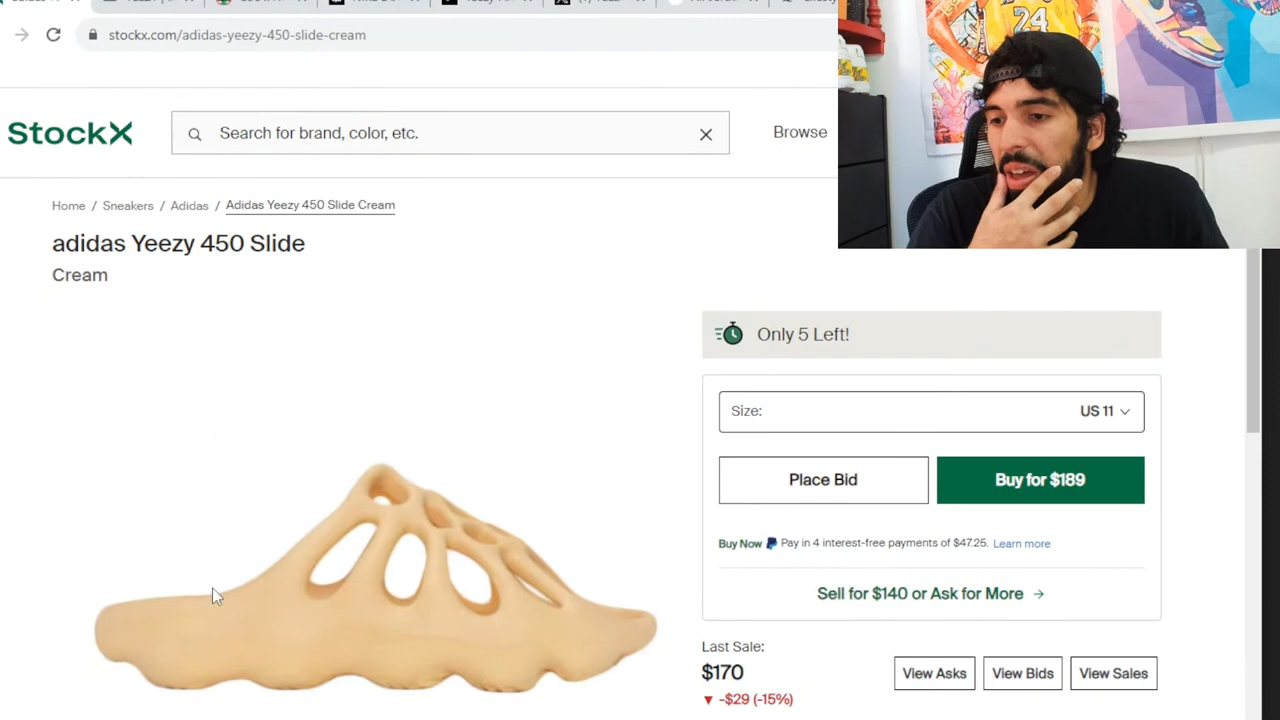 stockx.com/adidas-yeezy-450-slide-cream
24
StockX
Search for brand, color, etc.
Browse
Home / Sneakers / Adidas / Adidas Yeezy 450 Slide Cream
adidas Yeezy 450 Slide
Cream
Only 5 Left!
Size: US 11
Place Bid
Buy for $189
Buy Now Pay in 4 interest-free payments of $47.25. Learn more
Sell for $140 or Ask for More →
Last Sale:
$170
▼ -$29 (-15%)
View Asks
View Bids
View Sales